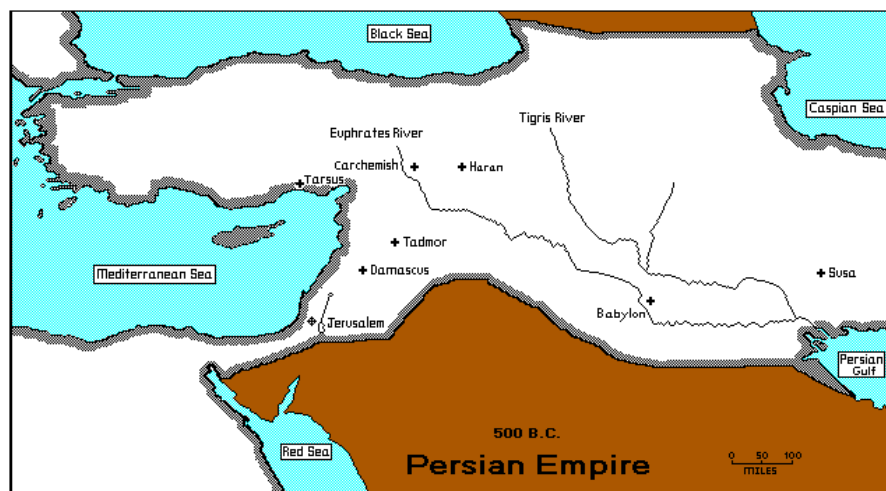 Black Sea
Caspian Sea
Tigris River
Euphrates River
Carchemish
Haran
Tarsus
Tadmor
Mediterranean Sea
Damascus
Susa
Babylon
Jerusalem
Persian
Gulf
500 B.C.
Red Sea
Persian Empire
0 50 100
MILES